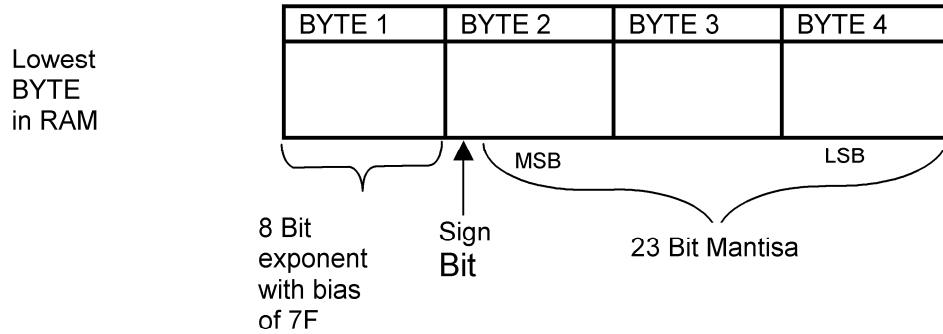 BYTE 1 BYTE 2 BYTE 3 BYTE 4
Lowest
BYTE
in RAM
MSB LSB
8 Bit
exponent
with bias
of 7F
Sign
Bit
23 Bit Mantisa